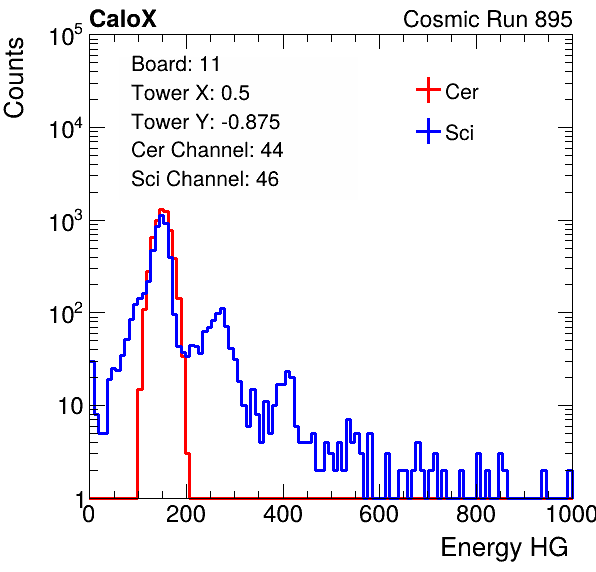 CaloX Cosmic Run 895
Counts
10^5
10^4
10^3
10^2
10
1
Board: 11
Tower X: 0.5
Tower Y: -0.875
Cer Channel: 44
Sci Channel: 46
Cer
Sci
0 200 400 600 800 1000
Energy HG